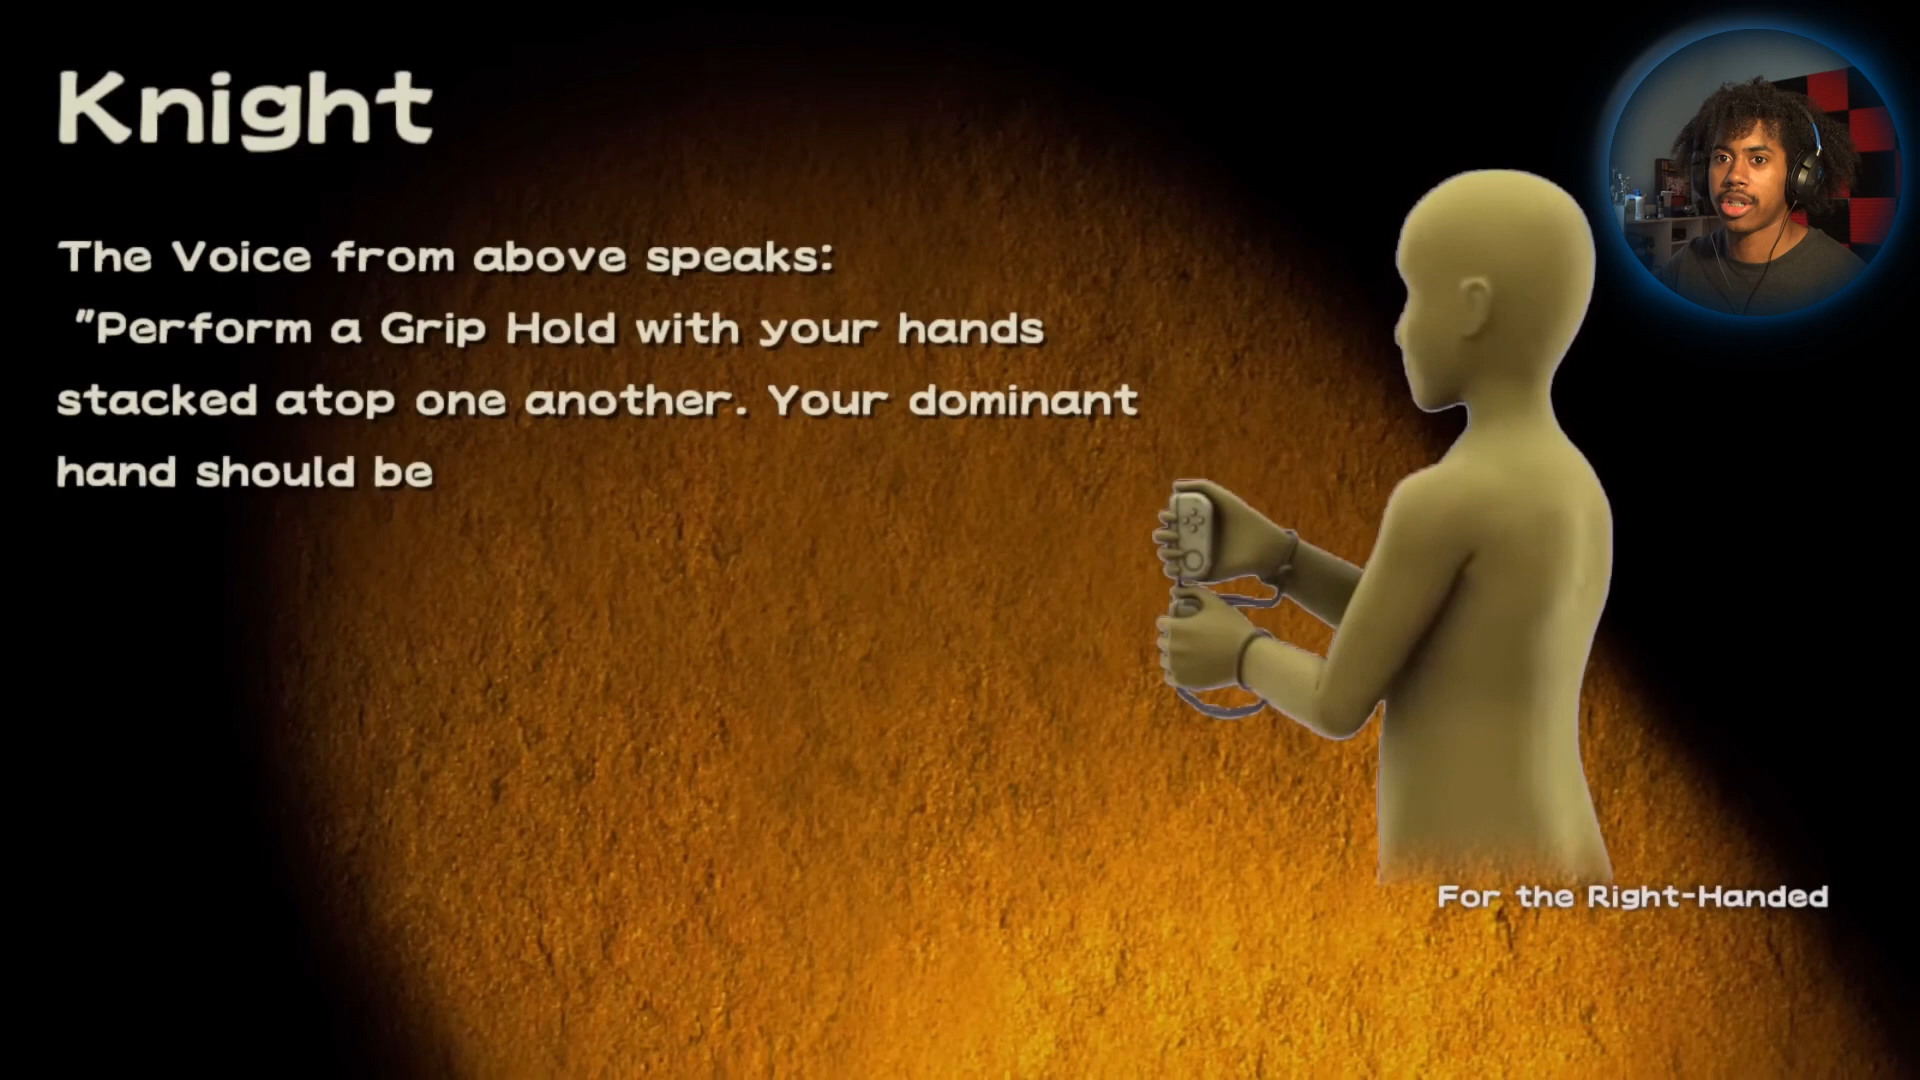 Knight
The Voice from above speaks:
"Perform a Grip Hold with your hands
stacked atop one another. Your dominant
hand should be
For the Right-Handed